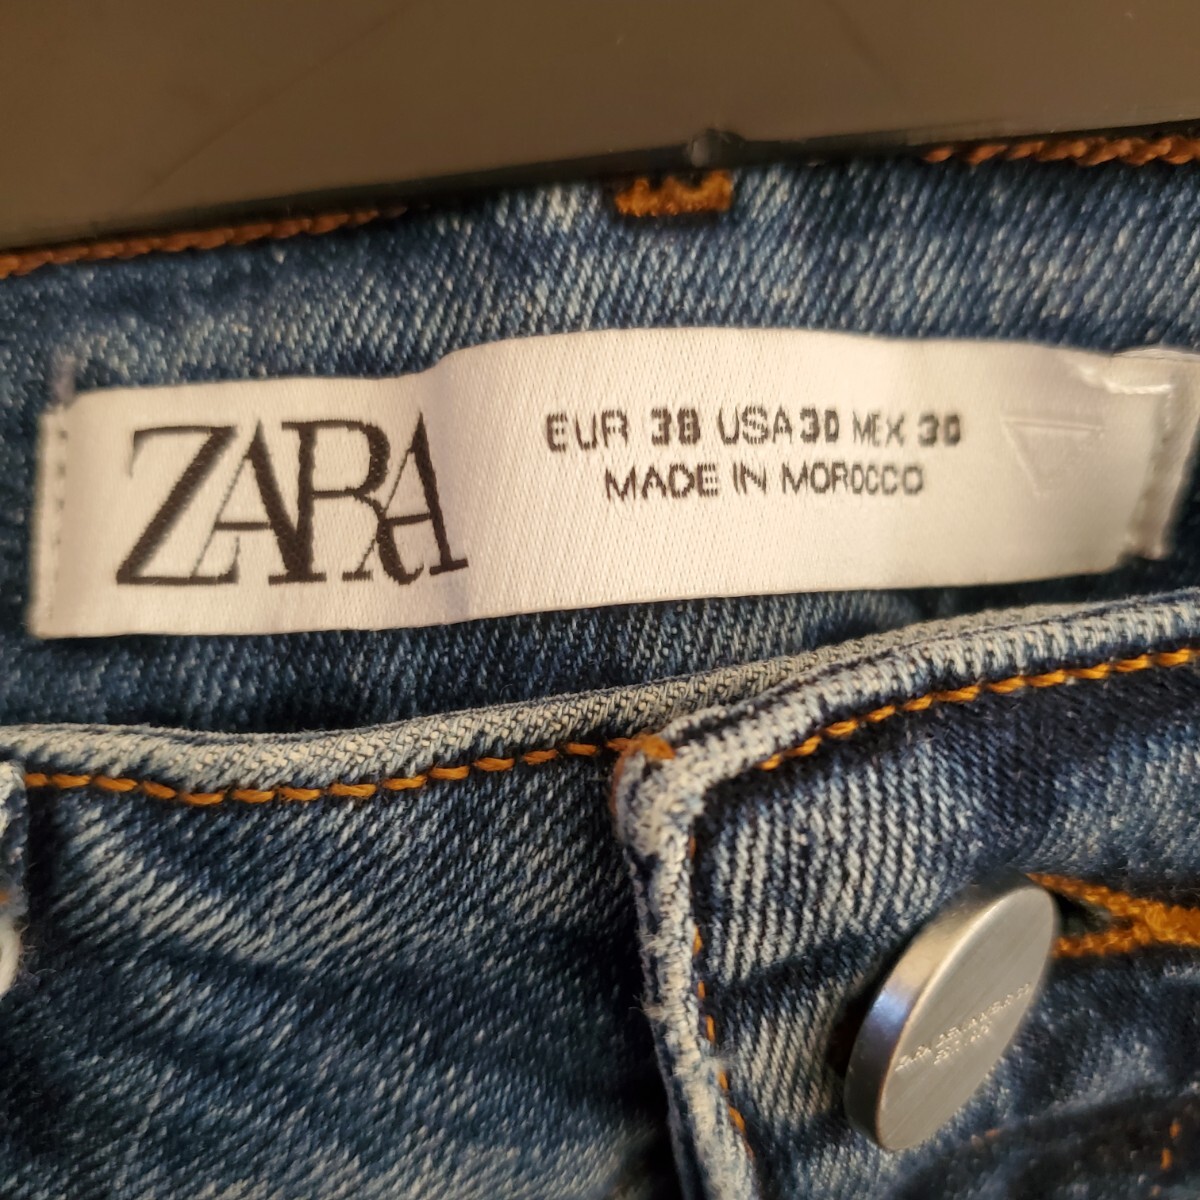 ZARA
EUR 38 USA 30 MEX 30
MADE IN MOROCCO